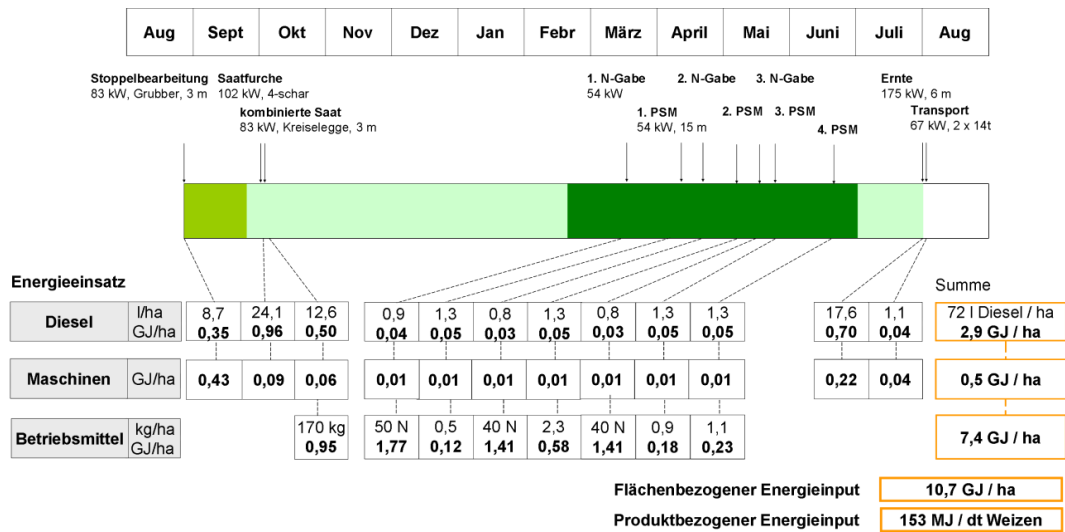 Aug Sept Okt Nov Dez Jan Febr März April Mai Juni Juli Aug
Stoppelbearbeitung
83 kW, Grubber, 3 m
Saatfurche
102 kW, 4-schar
kombinierte Saat
83 kW, Kreiselegge, 3 m
1. N-Gabe
54 kW
2. N-Gabe
3. N-Gabe
1. PSM
54 kW, 15 m
2. PSM
3. PSM
4. PSM
Ernte
175 kW, 6 m
Transport
67 kW, 2 x 14t
Energieeinsatz
Summe
Diesel
l/ha 8,7 24,1 12,6 0,9 1,3 0,8 1,3 0,8 1,3 1,3 17,6 1,1 72 l Diesel / ha
GJ/ha 0,35 0,96 0,50 0,04 0,05 0,03 0,05 0,03 0,05 0,05 0,70 0,04 2,9 GJ / ha
Maschinen GJ/ha 0,43 0,09 0,06 0,01 0,01 0,01 0,01 0,01 0,01 0,01 0,22 0,04 0,5 GJ / ha
Betriebsmittel
kg/ha 170 kg 50 N 0,5 40 N 2,3 40 N 0,9 1,1
GJ/ha 0,95 1,77 0,12 1,41 0,58 1,41 0,18 0,23
7,4 GJ / ha
Flächenbezogener Energieinput 10,7 GJ / ha
Produktbezogener Energieinput 153 MJ / dt Weizen